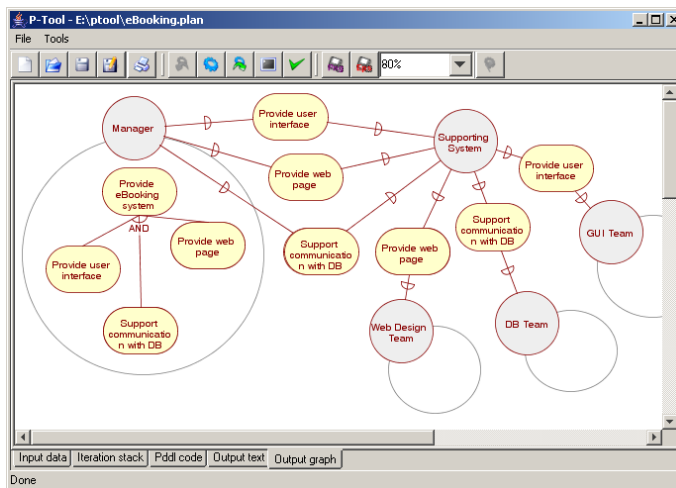 P-Tool - E:\ptool\eBooking.plan
File Tools
80%
Manager
Provide user
interface
Supporting
System
Provide web
page
Provide user
interface
Provide
eBooking
system
AND
Provide web
page
Provide user
interface
Support
communicatio
n with DB
Support
communicatio
n with DB
Provide web
page
Support
communication
n with DB
GUI Team
Web Design
Team
DB Team
Input data
Iteration stack
Pddl code
Output text
Output graph
Done